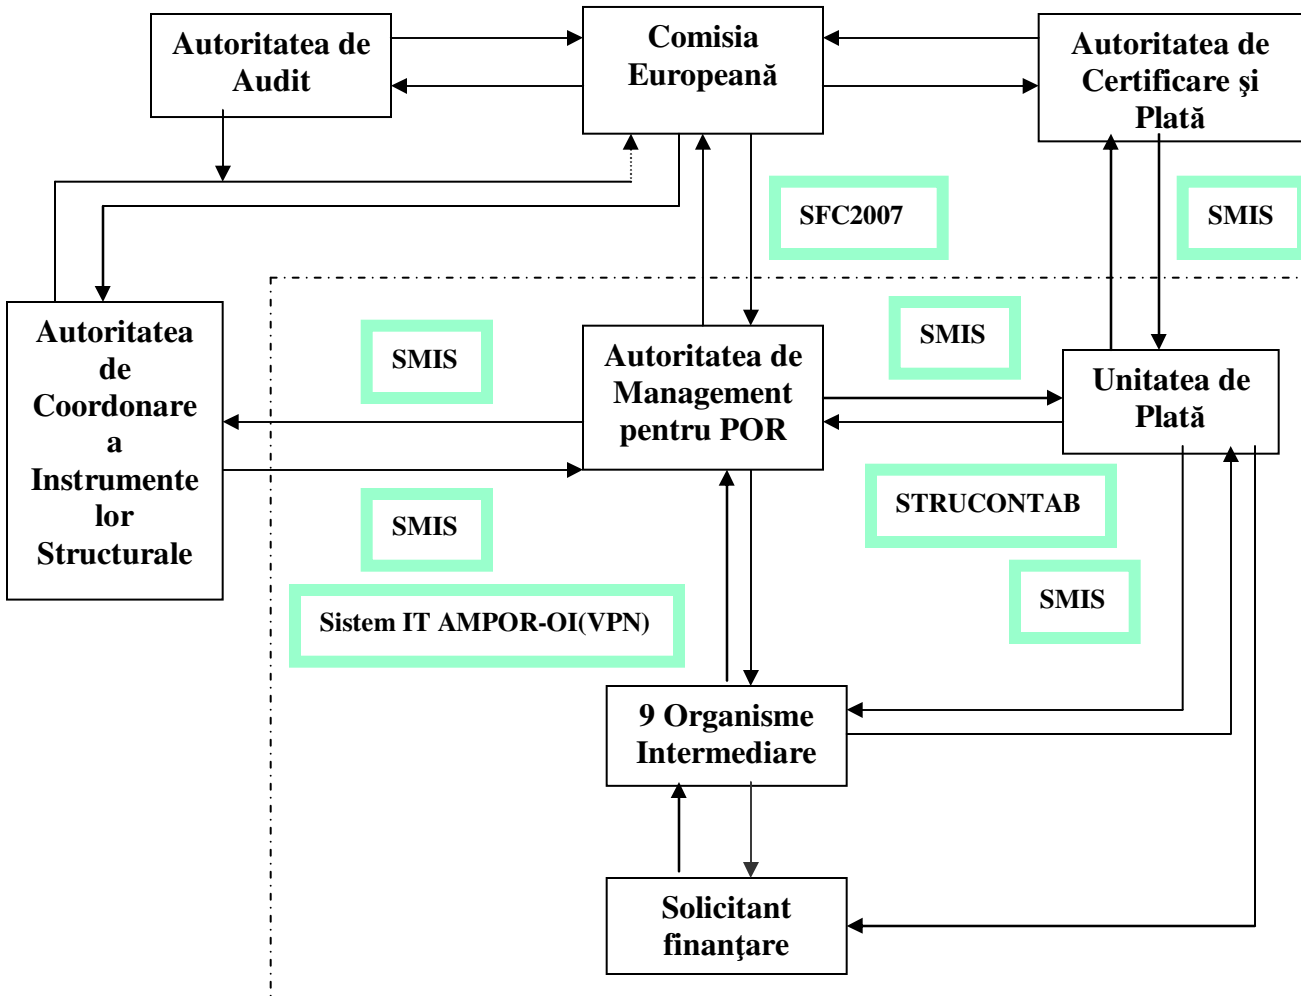 Autoritatea de
Audit
Comisia
Europeană
Autoritatea de
Certificare şi
Plată
SFC2007
SMIS
Autoritatea
de
Coordonare
a
Instrumente
lor
Structurale
SMIS
Autoritatea de
Management
pentru POR
SMIS
Unitatea de
Plată
SMIS
STRUCONTAB
SMIS
Sistem IT AMPOR-OI(VPN)
9 Organisme
Intermediare
Solicitant
finanţare